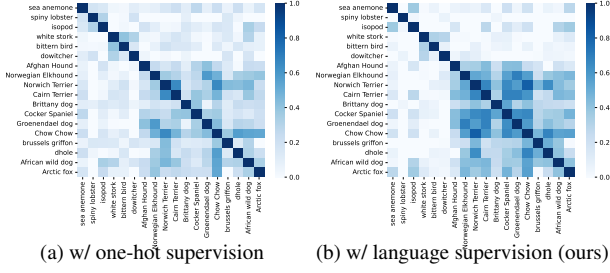 sea anemone
spiny lobster
isopod
white stork
bittern bird
dowitcher
Afghan Hound
Norwegian Elkhound
Norwich Terrier
Cairn Terrier
Brittany dog
Cocker Spaniel
Groenendael dog
Chow Chow
brussels griffon
dhole
African wild dog
Arctic fox
1.0
0.8
0.6
0.4
0.2
0.0
sea anemone
spiny lobster
isopod
white stork
bittern bird
dowitcher
Afghan Hound
Norwegian Elkhound
Norwich Terrier
Cairn Terrier
Brittany dog
Cocker Spaniel
Groenendael dog
Chow Chow
brussels griffon
dhole
African wild dog
Arctic fox
(a) w/ one-hot supervision
sea anemone
spiny lobster
isopod
white stork
bittern bird
dowitcher
Afghan Hound
Norwegian Elkhound
Norwich Terrier
Cairn Terrier
Brittany dog
Cocker Spaniel
Groenendael dog
Chow Chow
brussels griffon
dhole
African wild dog
Arctic fox
1.0
0.8
0.6
0.4
0.2
0.0
sea anemone
spiny lobster
isopod
white stork
bittern bird
dowitcher
Afghan Hound
Norwegian Elkhound
Norwich Terrier
Cairn Terrier
Brittany dog
Cocker Spaniel
Groenendael dog
Chow Chow
brussels griffon
dhole
African wild dog
Arctic fox
(b) w/ language supervision (ours)